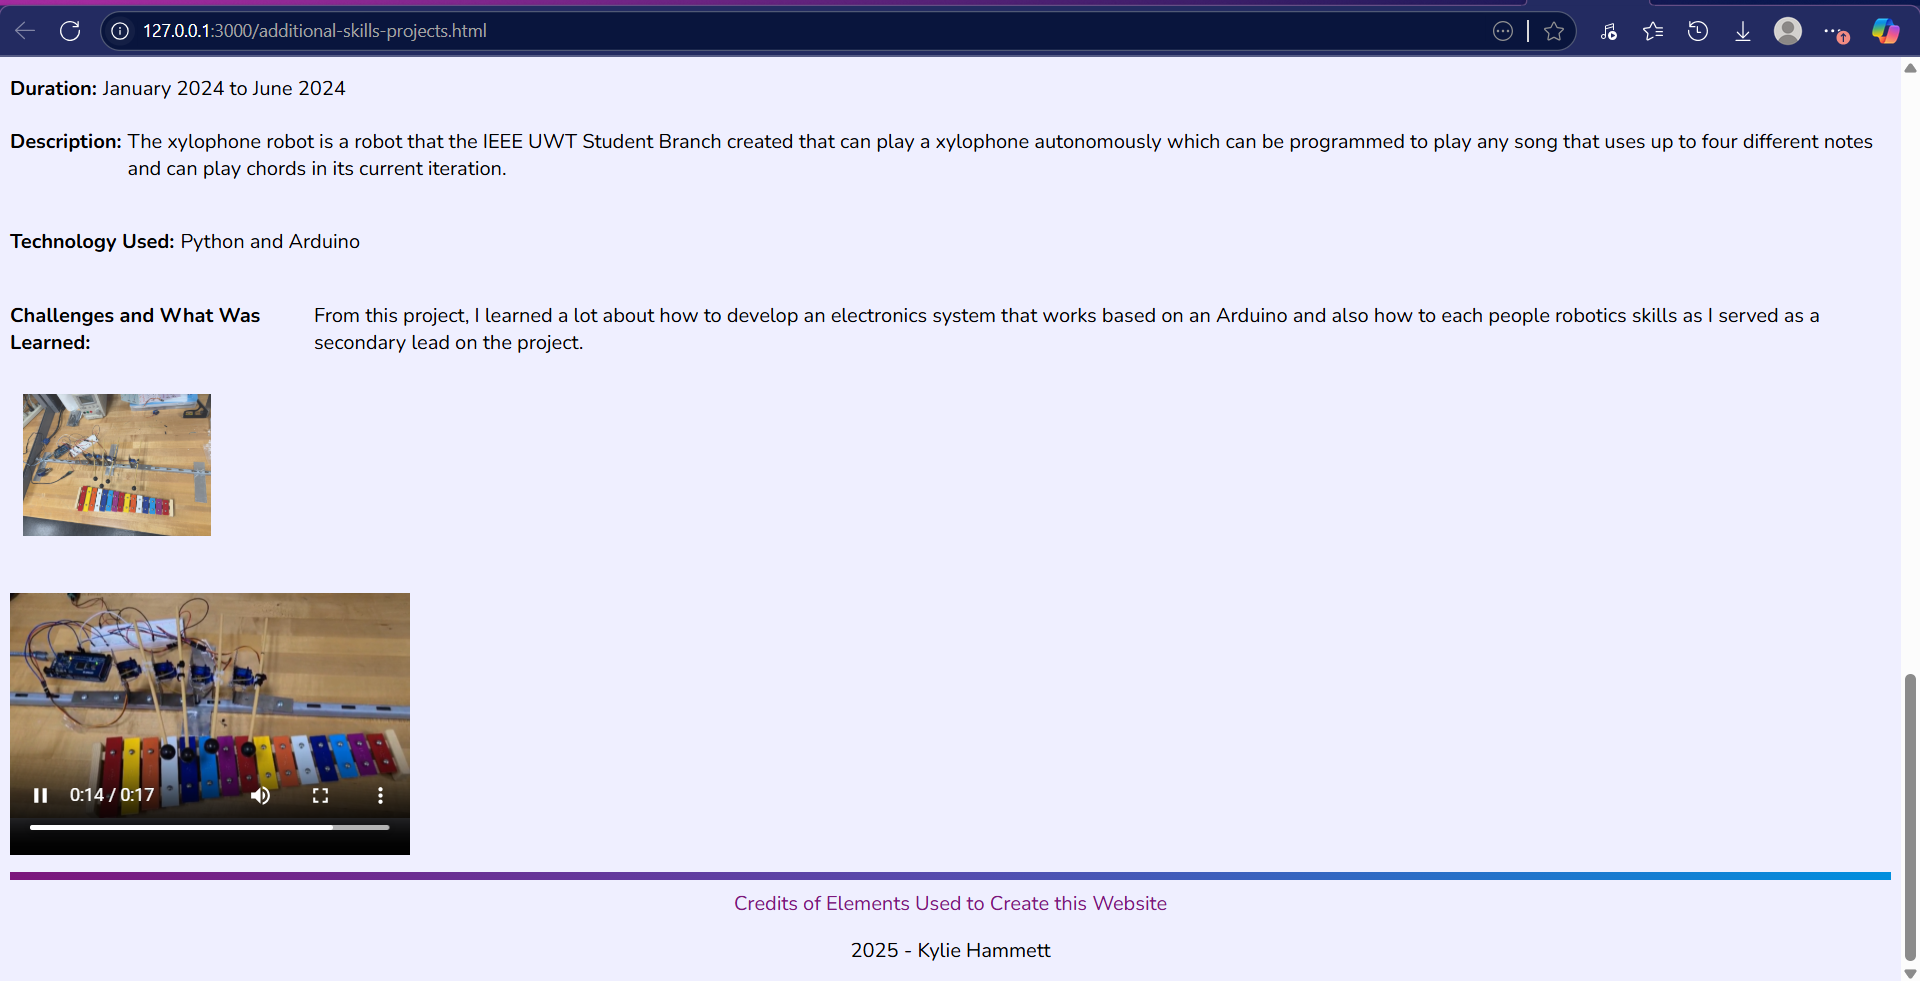 127.0.0.1:3000/additional-skills-projects.html
Duration: January 2024 to June 2024
Description: The xylophone robot is a robot that the IEEE UWT Student Branch created that can play a xylophone autonomously which can be programmed to play any song that uses up to four different notes
and can play chords in its current iteration.
Technology Used: Python and Arduino
Challenges and What Was From this project, I learned a lot about how to develop an electronics system that works based on an Arduino and also how to each people robotics skills as I served as a
Learned: secondary lead on the project.
0:14 / 0:17
Credits of Elements Used to Create this Website
2025 - Kylie Hammett